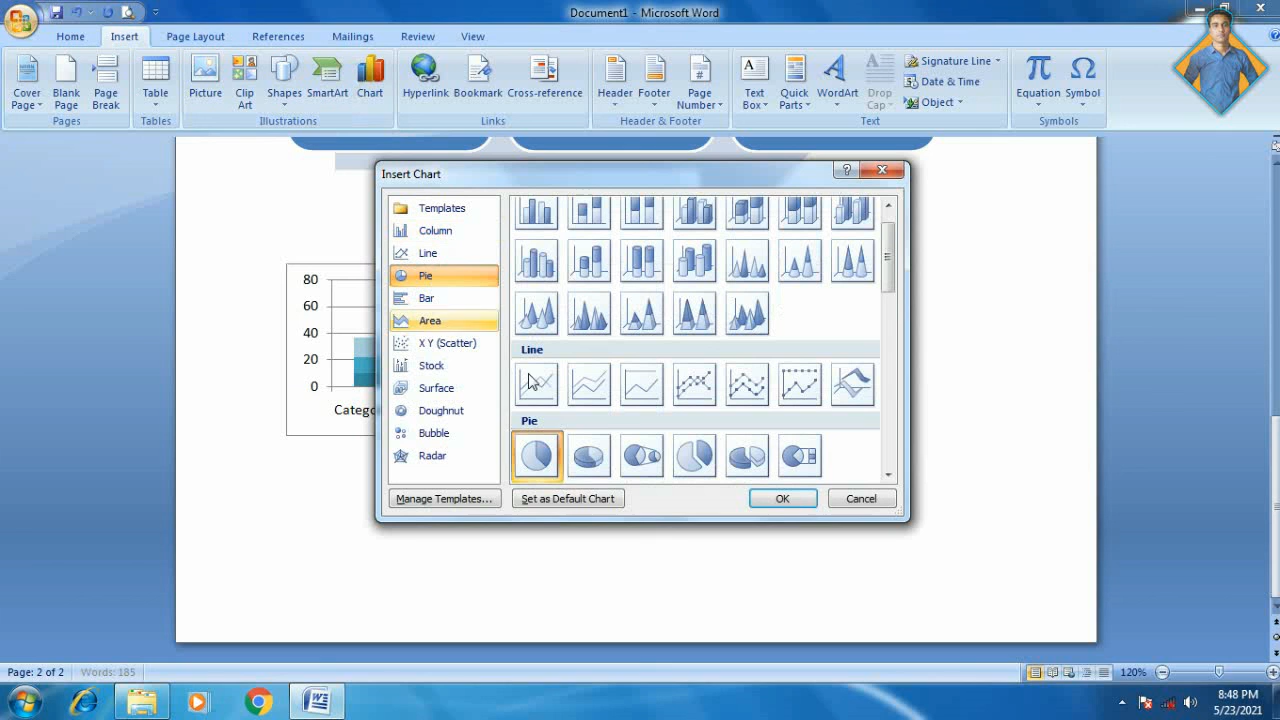 Document1 - Microsoft Word
Home Insert Page Layout References Mailings Review View
Cover Page Blank Page Page Break Table Picture Clip Art Shapes SmartArt Chart Hyperlink Bookmark Cross-reference Header Footer Page Number Text Box Quick Parts WordArt Drop Cap Signature Line Date & Time Object Equation Symbol
Pages Tables Illustrations Links Header & Footer Text Symbols
Insert Chart
?
Templates
Column
Line
Pie
Bar
Area
X Y (Scatter)
Stock
Surface
Doughnut
Bubble
Radar
Line
Pie
Manage Templates... Set as Default Chart OK Cancel
80
60
40
20
0
Catego
Page: 2 of 2 Words: 185 120%
8:48 PM
5/23/2021